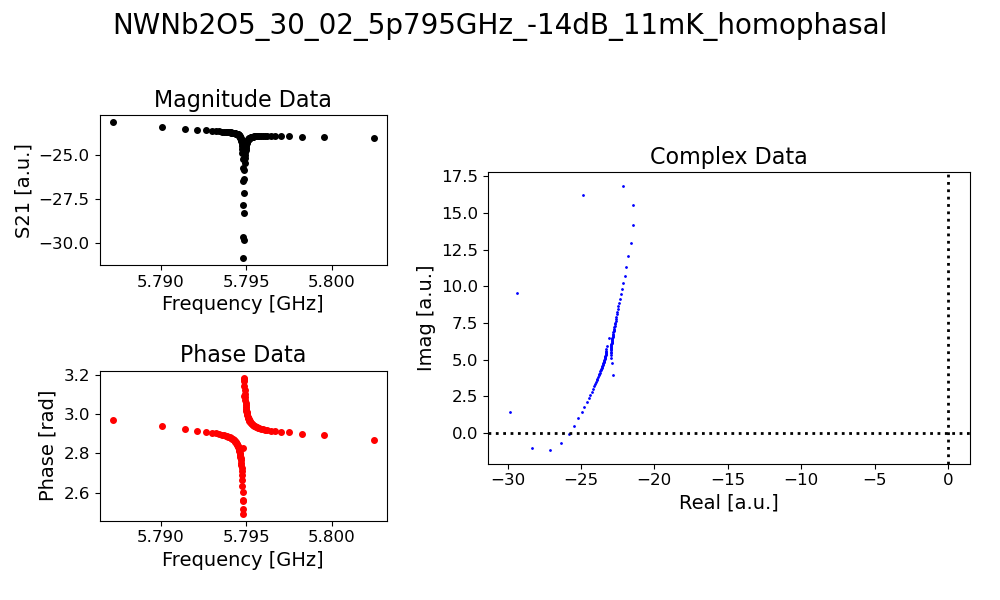 NWNb2O5_30_02_5p795GHz_-14dB_11mK_homophasal
Magnitude Data
S21 [a.u.]
−25.0
−27.5
−30.0
5.790 5.795 5.800
Frequency [GHz]
Phase Data
Phase [rad]
3.2
3.0
2.8
2.6
5.790 5.795 5.800
Frequency [GHz]
Complex Data
Imag [a.u.]
17.5
15.0
12.5
10.0
7.5
5.0
2.5
0.0
−30 −25 −20 −15 −10 −5 0
Real [a.u.]